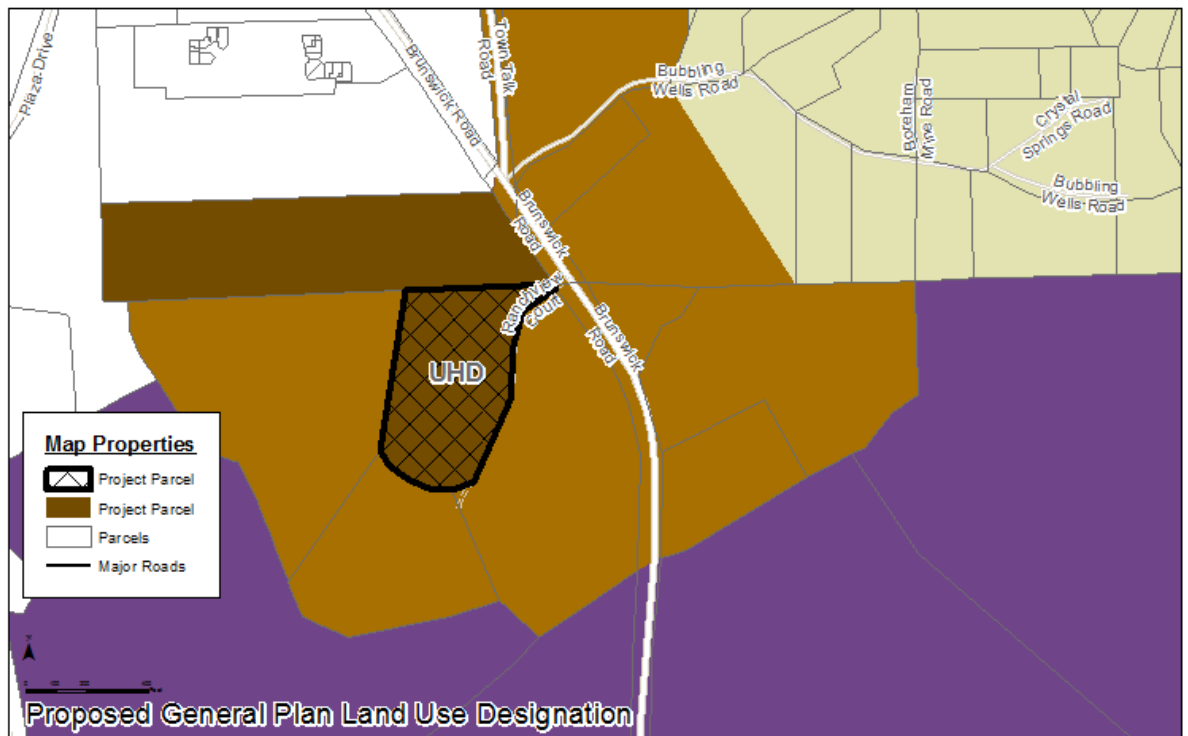 Plaza Drive
Brunswick Road
Town Talk
Road
Bubbling
Wells Road
Boreham
Mine Road
Crystal
Springs Road
Bubbling
Wells Road
Brunswick
Road
Ranchview
Court
Brunswick
Road
UHD
Map Properties
Project Parcel
Project Parcel
Parcels
Major Roads
Proposed General Plan Land Use Designation